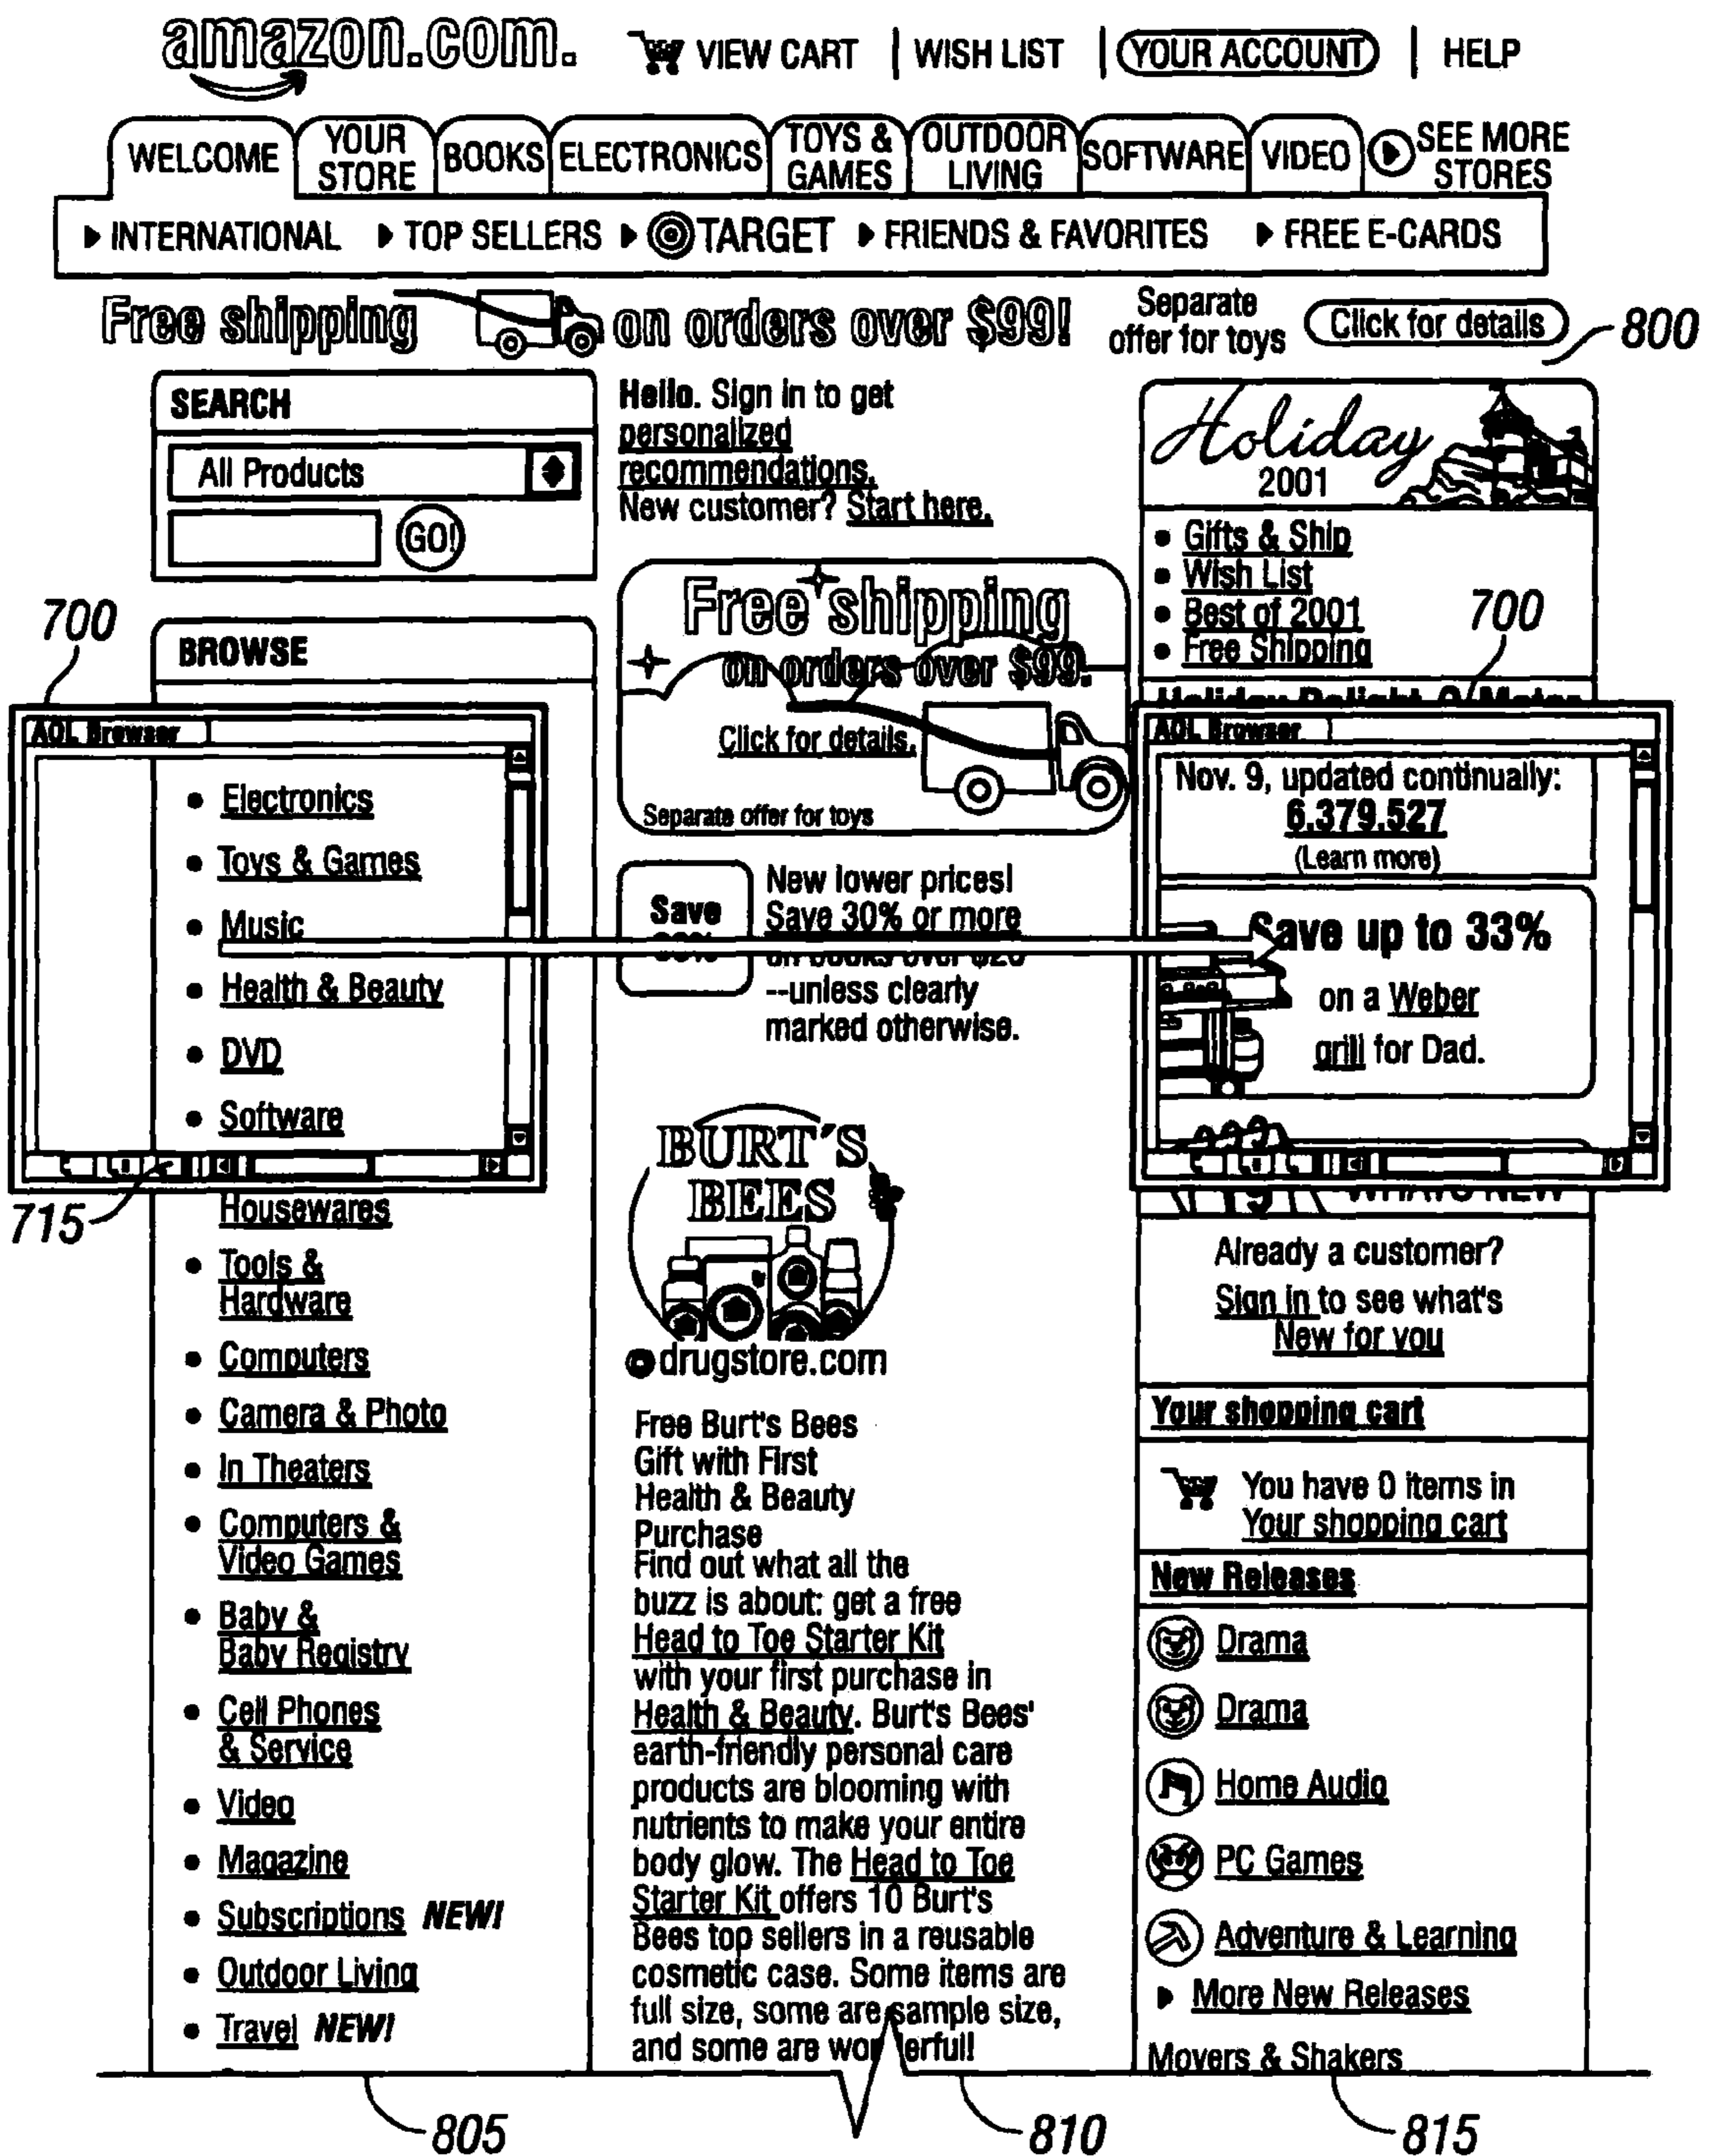 amazon.com.
VIEW CART | WISH LIST | YOUR ACCOUNT | HELP
WELCOME
YOUR STORE
BOOKS
ELECTRONICS
TOYS & GAMES
OUTDOOR LIVING
SOFTWARE
VIDEO
SEE MORE STORES
INTERNATIONAL
TOP SELLERS
TARGET
FRIENDS & FAVORITES
FREE E-CARDS
Free shipping on orders over $99!
Separate
offer for toys
Click for details
800
SEARCH
All Products
GO!
700
BROWSE
AOL Browser
• Electronics
• Toys & Games
• Music
• Health & Beauty
• DVD
• Software
715
Housewares
• Tools &
Hardware
• Computers
• Camera & Photo
• In Theaters
• Computers &
Video Games
• Baby &
Baby Registry
• Cell Phones
& Service
• Video
• Magazine
• Subscriptions NEW!
• Outdoor Living
• Travel NEW!
805
Hello. Sign in to get
personalized
recommendations.
New customer? Start here.
Free shipping
on orders over $99.
Click for details.
Separate offer for toys
Save
New lower prices!
Save 30% or more
on books over $20
--unless clearly
marked otherwise.
BURT'S
BEES
drugstore.com
Free Burt's Bees
Gift with First
Health & Beauty
Purchase
Find out what all the
buzz is about: get a free
Head to Toe Starter Kit
with your first purchase in
Health & Beauty. Burt's Bees'
earth-friendly personal care
products are blooming with
nutrients to make your entire
body glow. The Head to Toe
Starter Kit offers 10 Burt's
Bees top sellers in a reusable
cosmetic case. Some items are
full size, some are sample size,
and some are wonderful!
810
Holiday
2001
• Gifts & Ship
• Wish List
• Best of 2001
• Free Shipping
700
Holiday Delight-O-Meter
AOL Browser
Nov. 9, updated continually:
6,379,527
(Learn more)
Save up to 33%
on a Weber
grill for Dad.
WHAT'S NEW
Already a customer?
Sign in to see what's
New for you
Your shopping cart
You have 0 items in
Your shopping cart
New Releases
Drama
Drama
Home Audio
PC Games
Adventure & Learning
More New Releases
Movers & Shakers
815